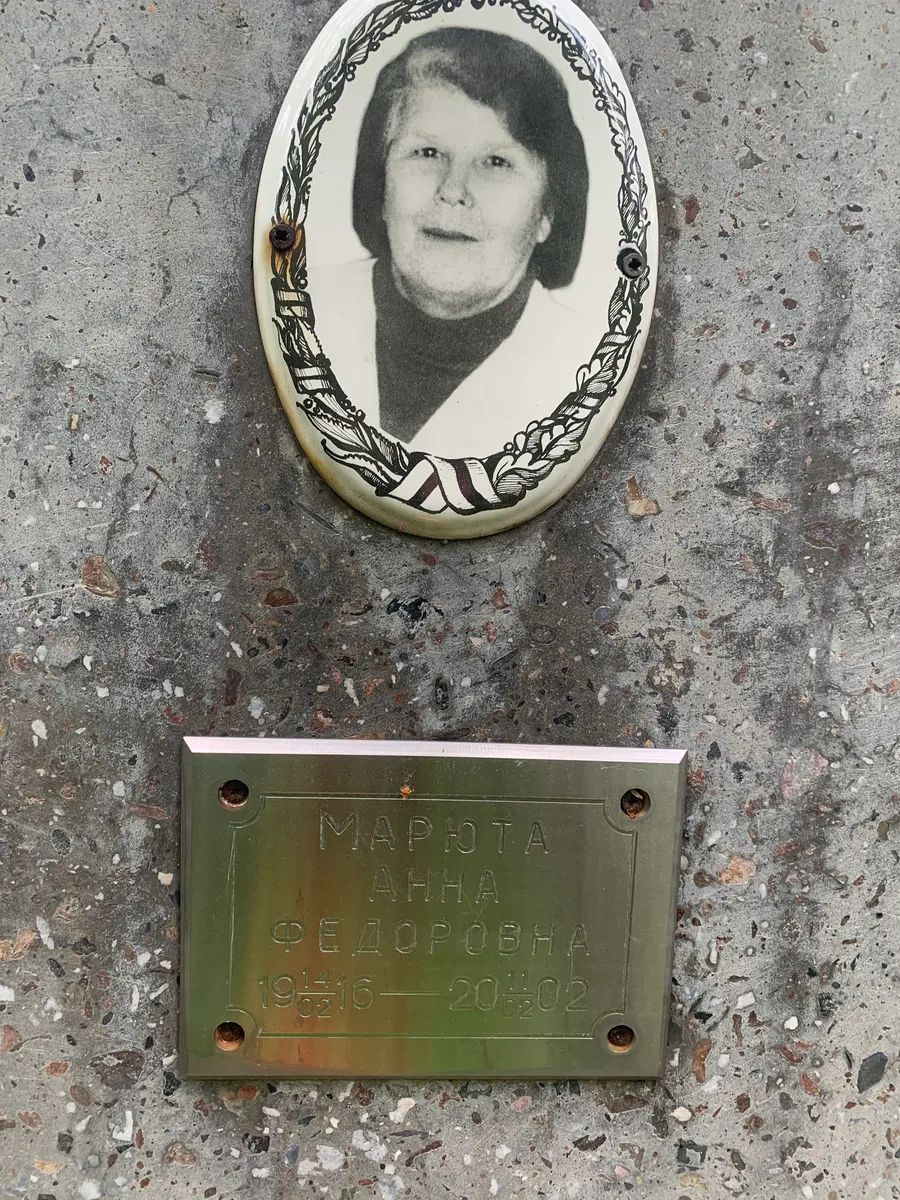 МАРЮТА
АННА
ФЕДОРОВНА
19 14/02 16 — 20 11/02 02